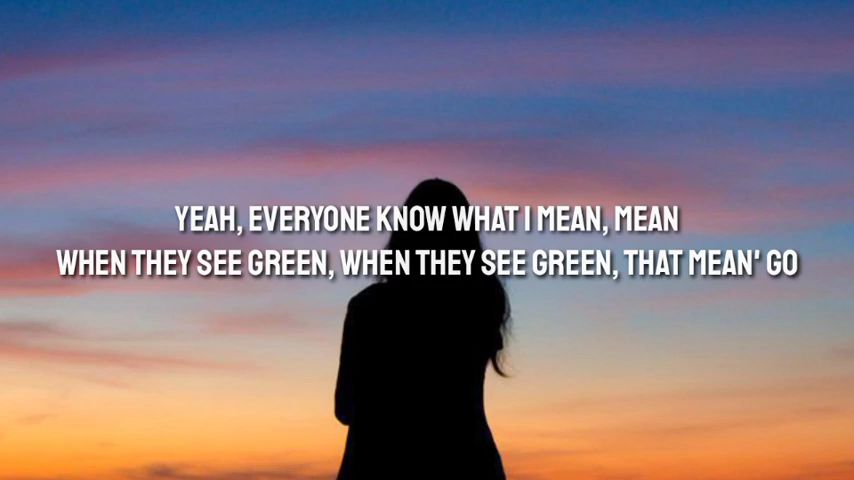 YEAH, EVERYONE KNOW WHAT I MEAN, MEAN
WHEN THEY SEE GREEN, WHEN THEY SEE GREEN, THAT MEAN' GO